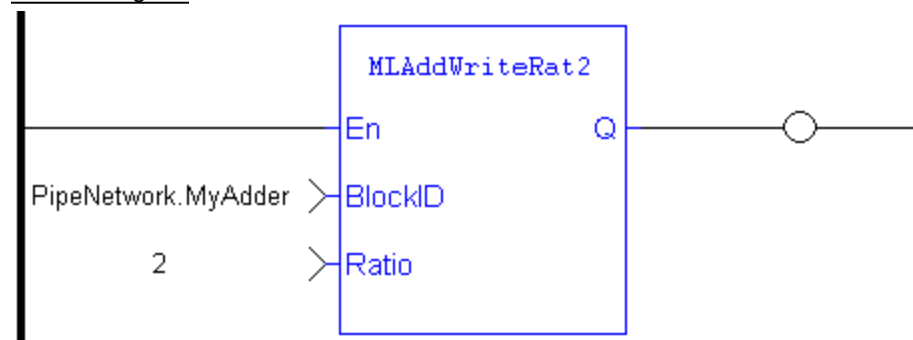 MLAddWriteRat2
En Q
PipeNetwork.MyAdder BlockID
2 Ratio